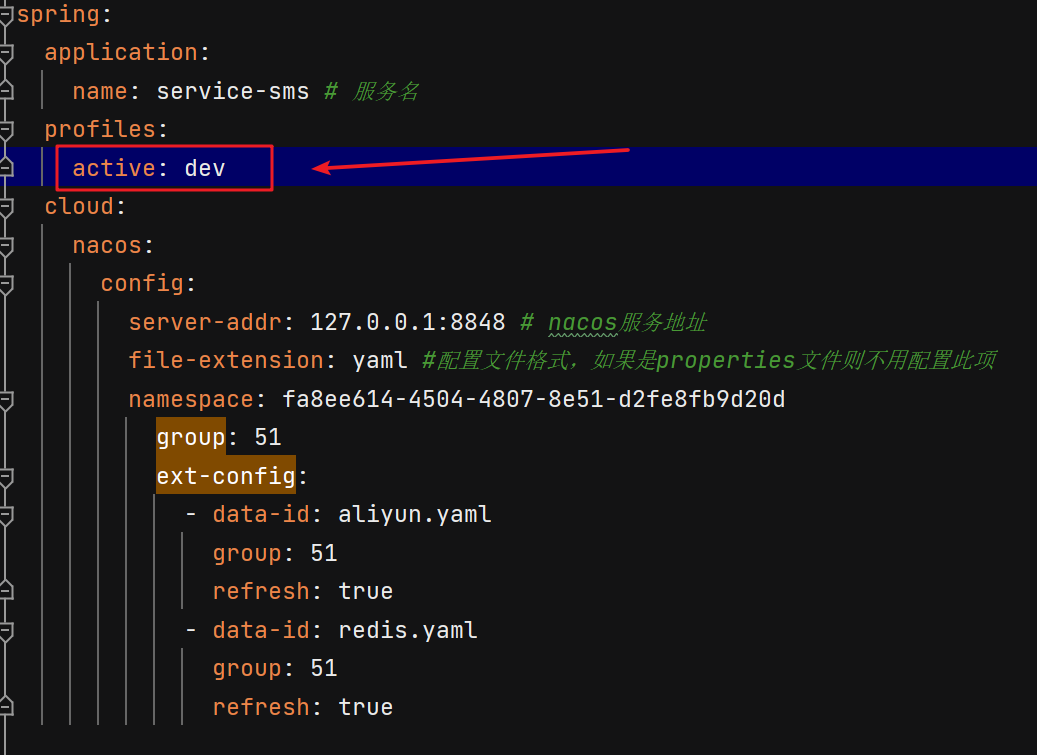 spring:
  application:
    name: service-sms # 服务名
  profiles:
    active: dev
  cloud:
    nacos:
      config:
        server-addr: 127.0.0.1:8848 # nacos服务地址
        file-extension: yaml #配置文件格式，如果是properties文件则不用配置此项
        namespace: fa8ee614-4504-4807-8e51-d2fe8fb9d20d
          group: 51
          ext-config:
            - data-id: aliyun.yaml
              group: 51
              refresh: true
            - data-id: redis.yaml
              group: 51
              refresh: true